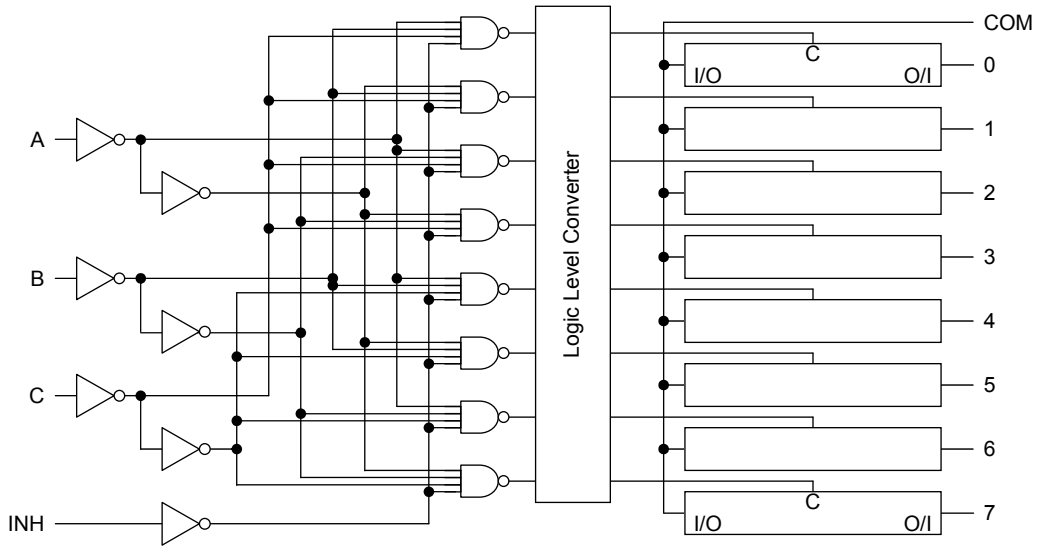 COM
C
I/O O/I
0
1
A
2
3
B
Logic Level Converter
4
5
C
6
C
I/O O/I
7
INH